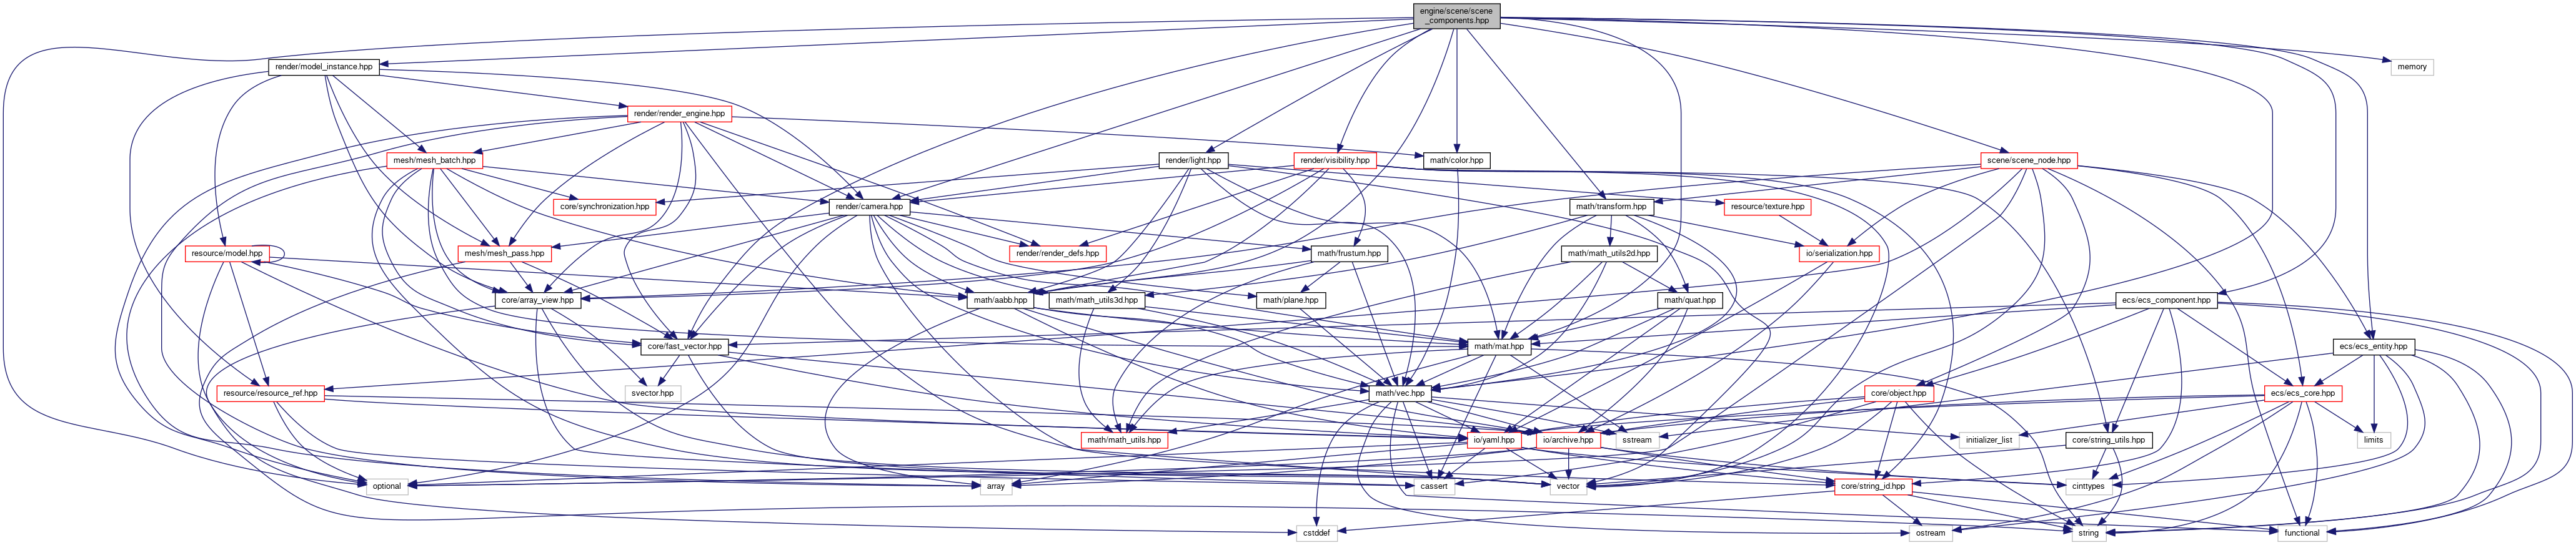 engine/scene/scene
_components.hpp
render/model_instance.hpp
memory
render/render_engine.hpp
mesh/mesh_batch.hpp
render/light.hpp
render/visibility.hpp
math/color.hpp
scene/scene_node.hpp
core/synchronization.hpp
render/camera.hpp
math/transform.hpp
resource/texture.hpp
resource/model.hpp
mesh/mesh_pass.hpp
render/render_defs.hpp
math/frustum.hpp
math/math_utils2d.hpp
io/serialization.hpp
core/array_view.hpp
math/aabb.hpp
math/math_utils3d.hpp
math/plane.hpp
math/quat.hpp
ecs/ecs_component.hpp
core/fast_vector.hpp
math/mat.hpp
ecs/ecs_entity.hpp
resource/resource_ref.hpp
svector.hpp
math/vec.hpp
core/object.hpp
ecs/ecs_core.hpp
math/math_utils.hpp
io/yaml.hpp
io/archive.hpp
sstream
initializer_list
core/string_utils.hpp
limits
optional
array
cassert
vector
core/string_id.hpp
cinttypes
cstddef
ostream
string
functional